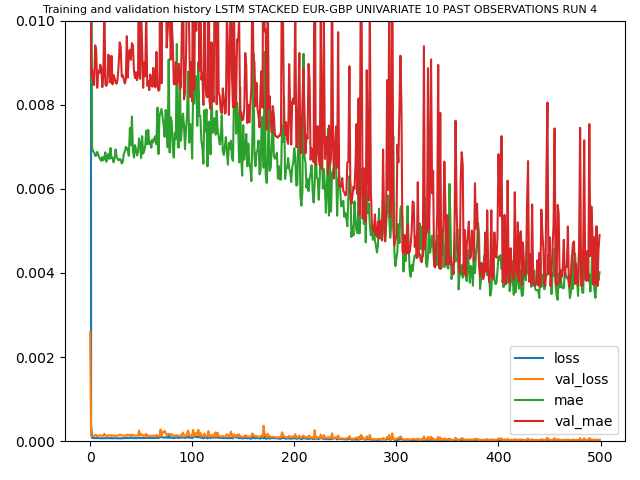 Training and validation history LSTM STACKED EUR-GBP UNIVARIATE 10 PAST OBSERVATIONS RUN 4
0.010
0.008
0.006
0.004
0.002
0.000
0 100 200 300 400 500
loss
val_loss
mae
val_mae